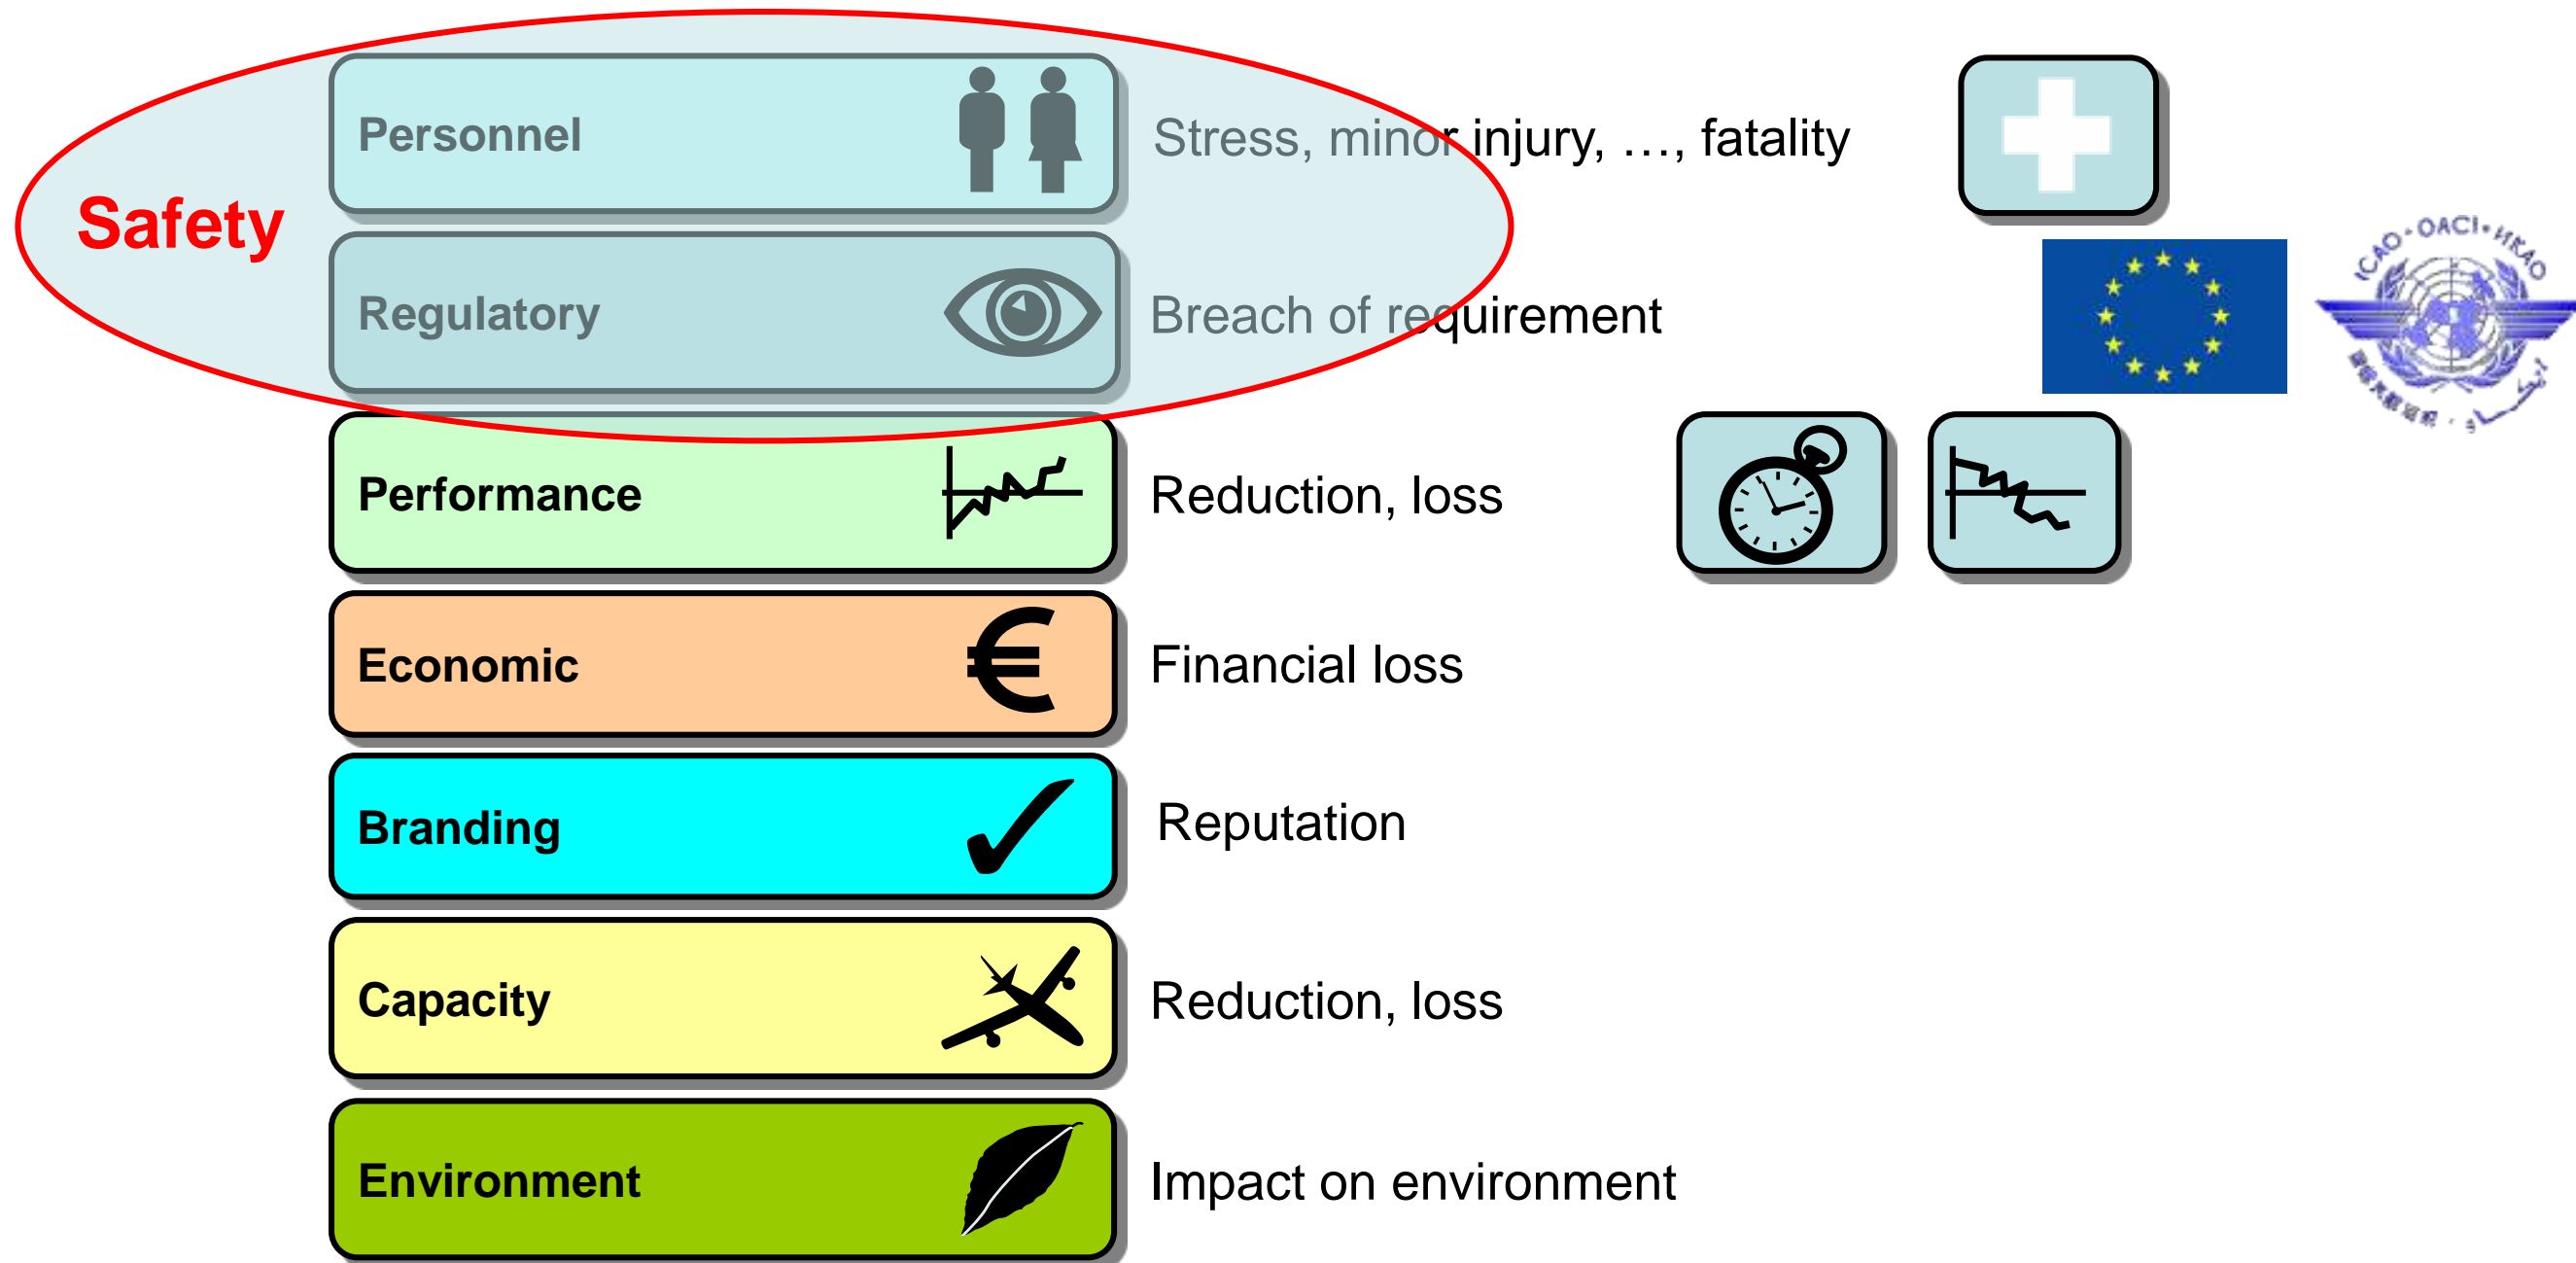 Personnel
Stress, minor injury, …, fatality
Safety
Regulatory
Breach of requirement
ICAO · OACI · ИКАО
Performance
Reduction, loss
Economic
€
Financial loss
Branding
Reputation
Capacity
Reduction, loss
Environment
Impact on environment